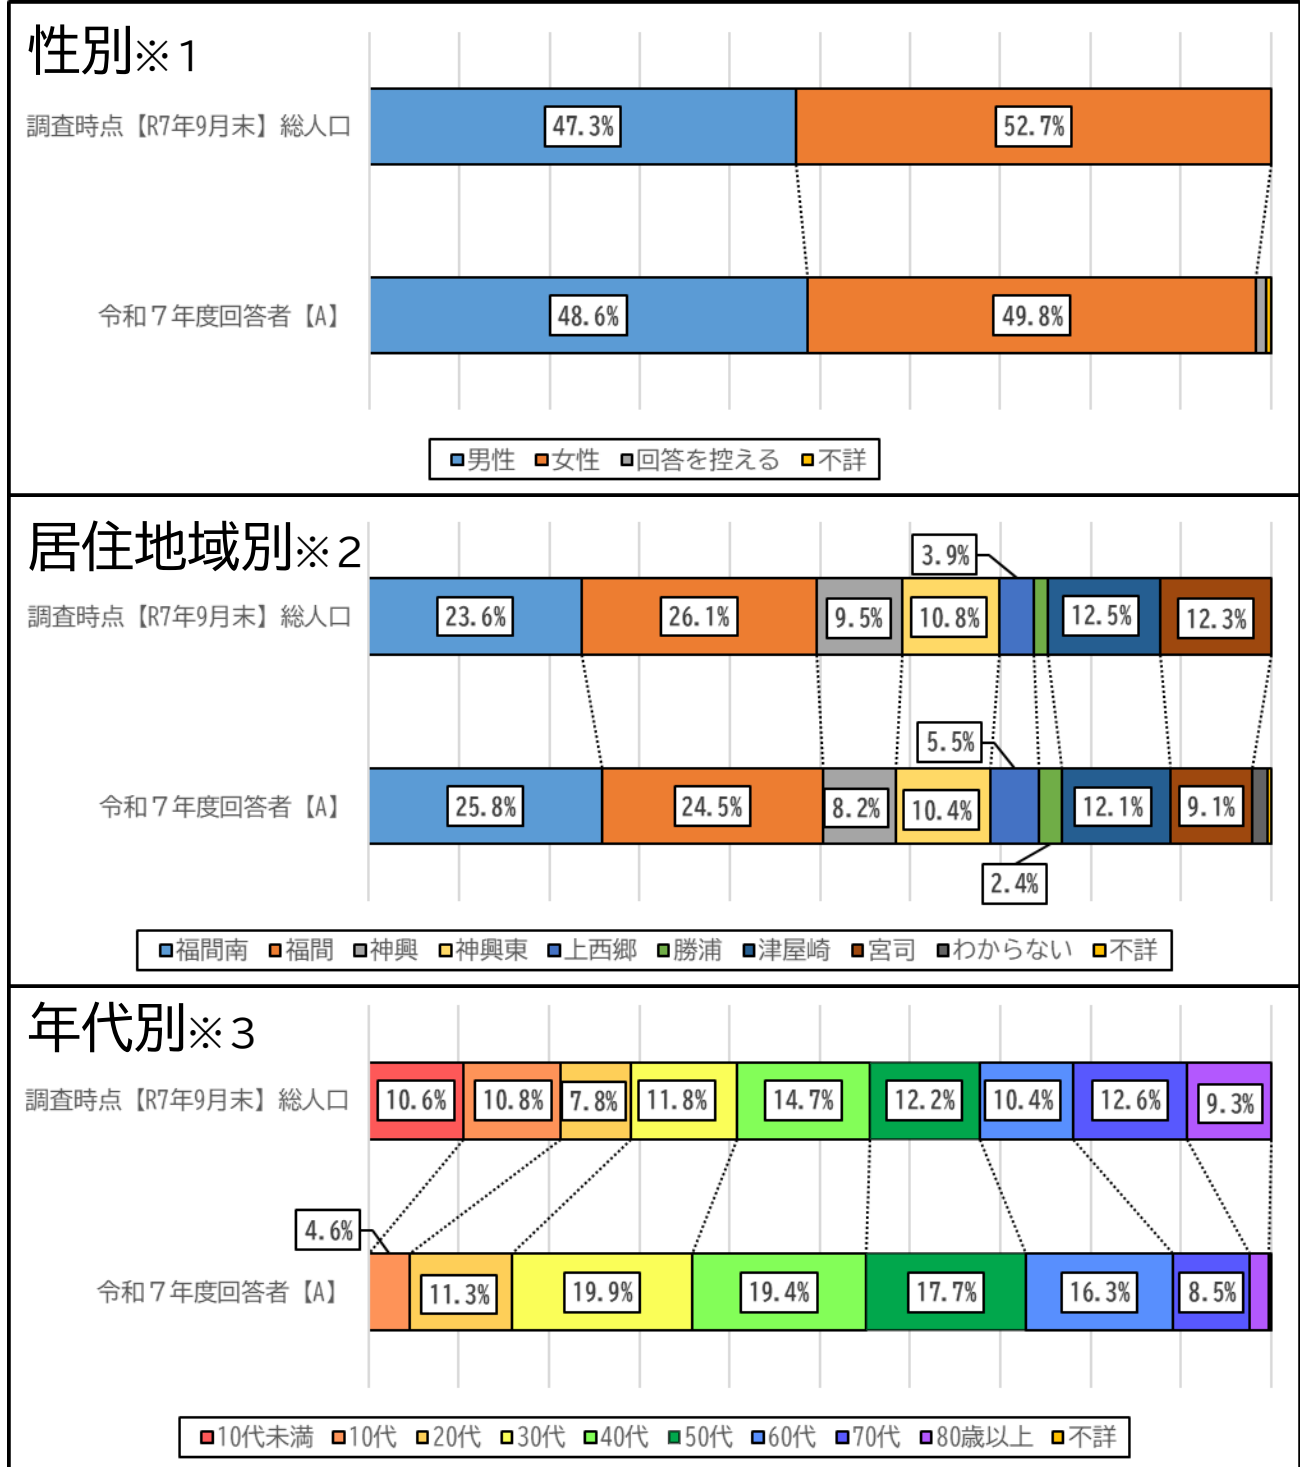 性別※1
調査時点【R7年9月末】総人口
47.3%
52.7%
令和７年度回答者【A】
48.6%
49.8%
男性 女性 回答を控える 不詳
居住地域別※2
3.9%
調査時点【R7年9月末】総人口
23.6%
26.1%
9.5%
10.8%
12.5%
12.3%
5.5%
令和７年度回答者【A】
25.8%
24.5%
8.2%
10.4%
12.1%
9.1%
2.4%
福間南 福間 神興 神興東 上西郷 勝浦 津屋崎 宮司 わからない 不詳
年代別※3
調査時点【R7年9月末】総人口
10.6%
10.8%
7.8%
11.8%
14.7%
12.2%
10.4%
12.6%
9.3%
4.6%
令和７年度回答者【A】
11.3%
19.9%
19.4%
17.7%
16.3%
8.5%
10代未満 10代 20代 30代 40代 50代 60代 70代 80歳以上 不詳